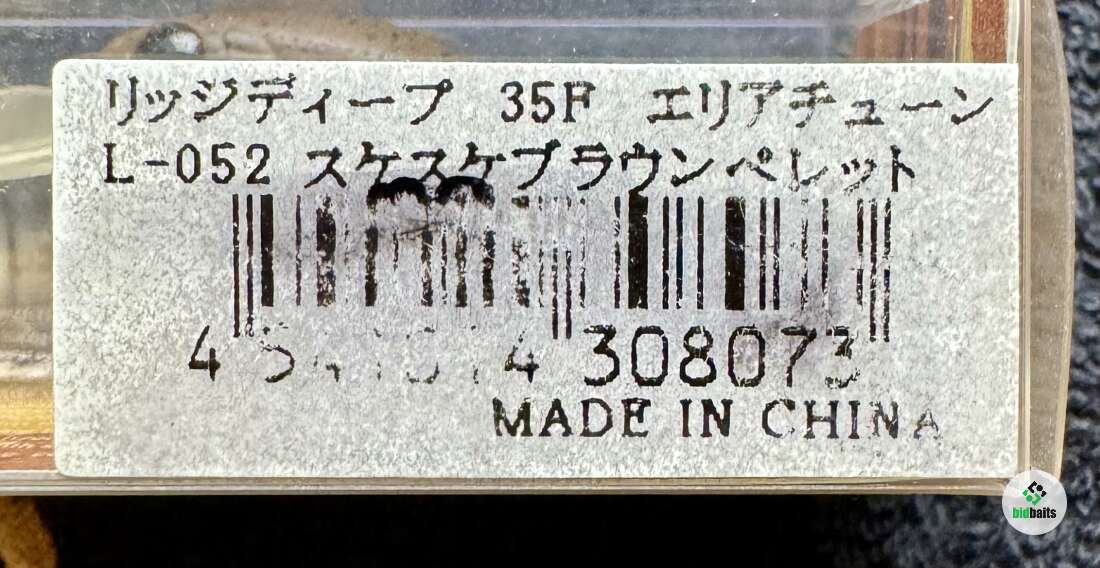 リッジディープ 35F エリアチューン
L-052 スケスケブラウンペレット
308073
MADE IN CHINA
bidbaits